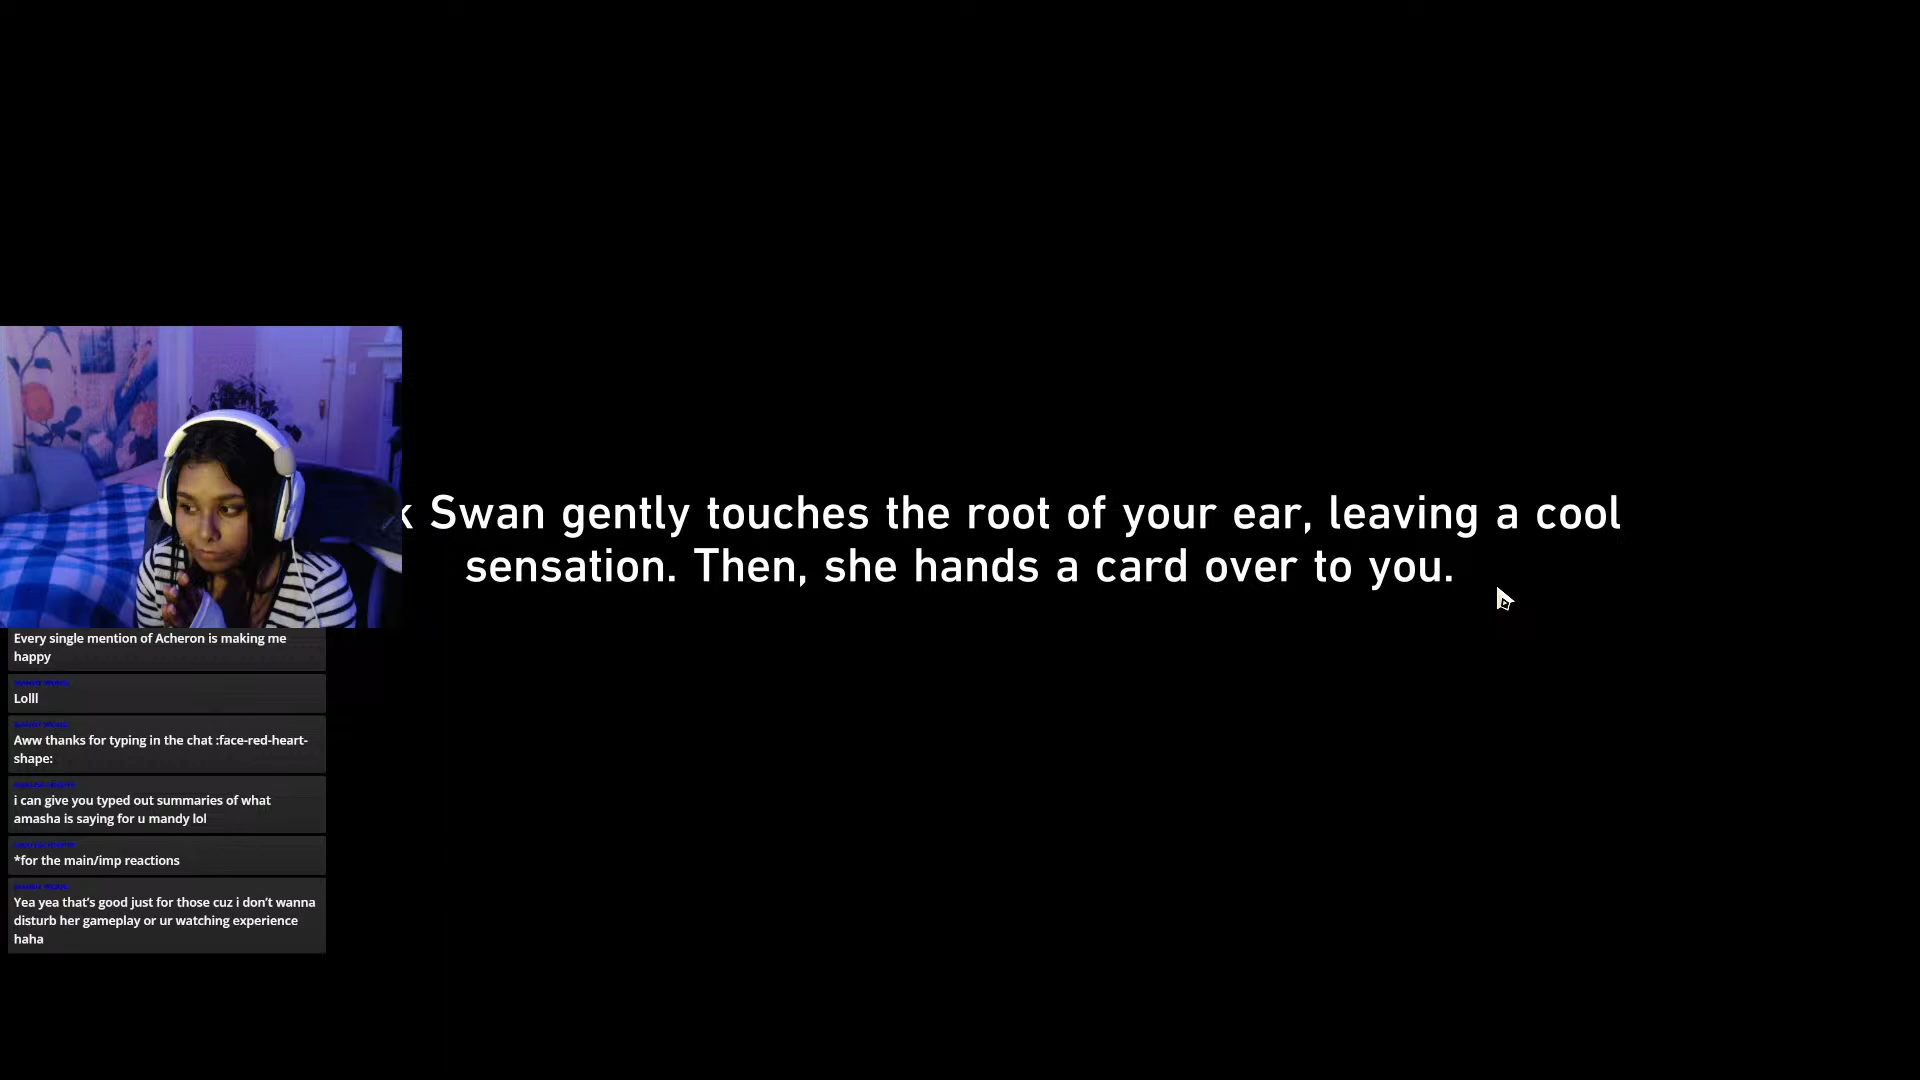 Swan gently touches the root of your ear, leaving a cool
sensation. Then, she hands a card over to you.
Every single mention of Acheron is making me
happy
Lolll
Aww thanks for typing in the chat :face-red-heart-
shape:
i can give you typed out summaries of what
amasha is saying for u mandy lol
*for the main/imp reactions
Yea yea that’s good just for those cuz i don’t wanna
disturb her gameplay or ur watching experience
haha